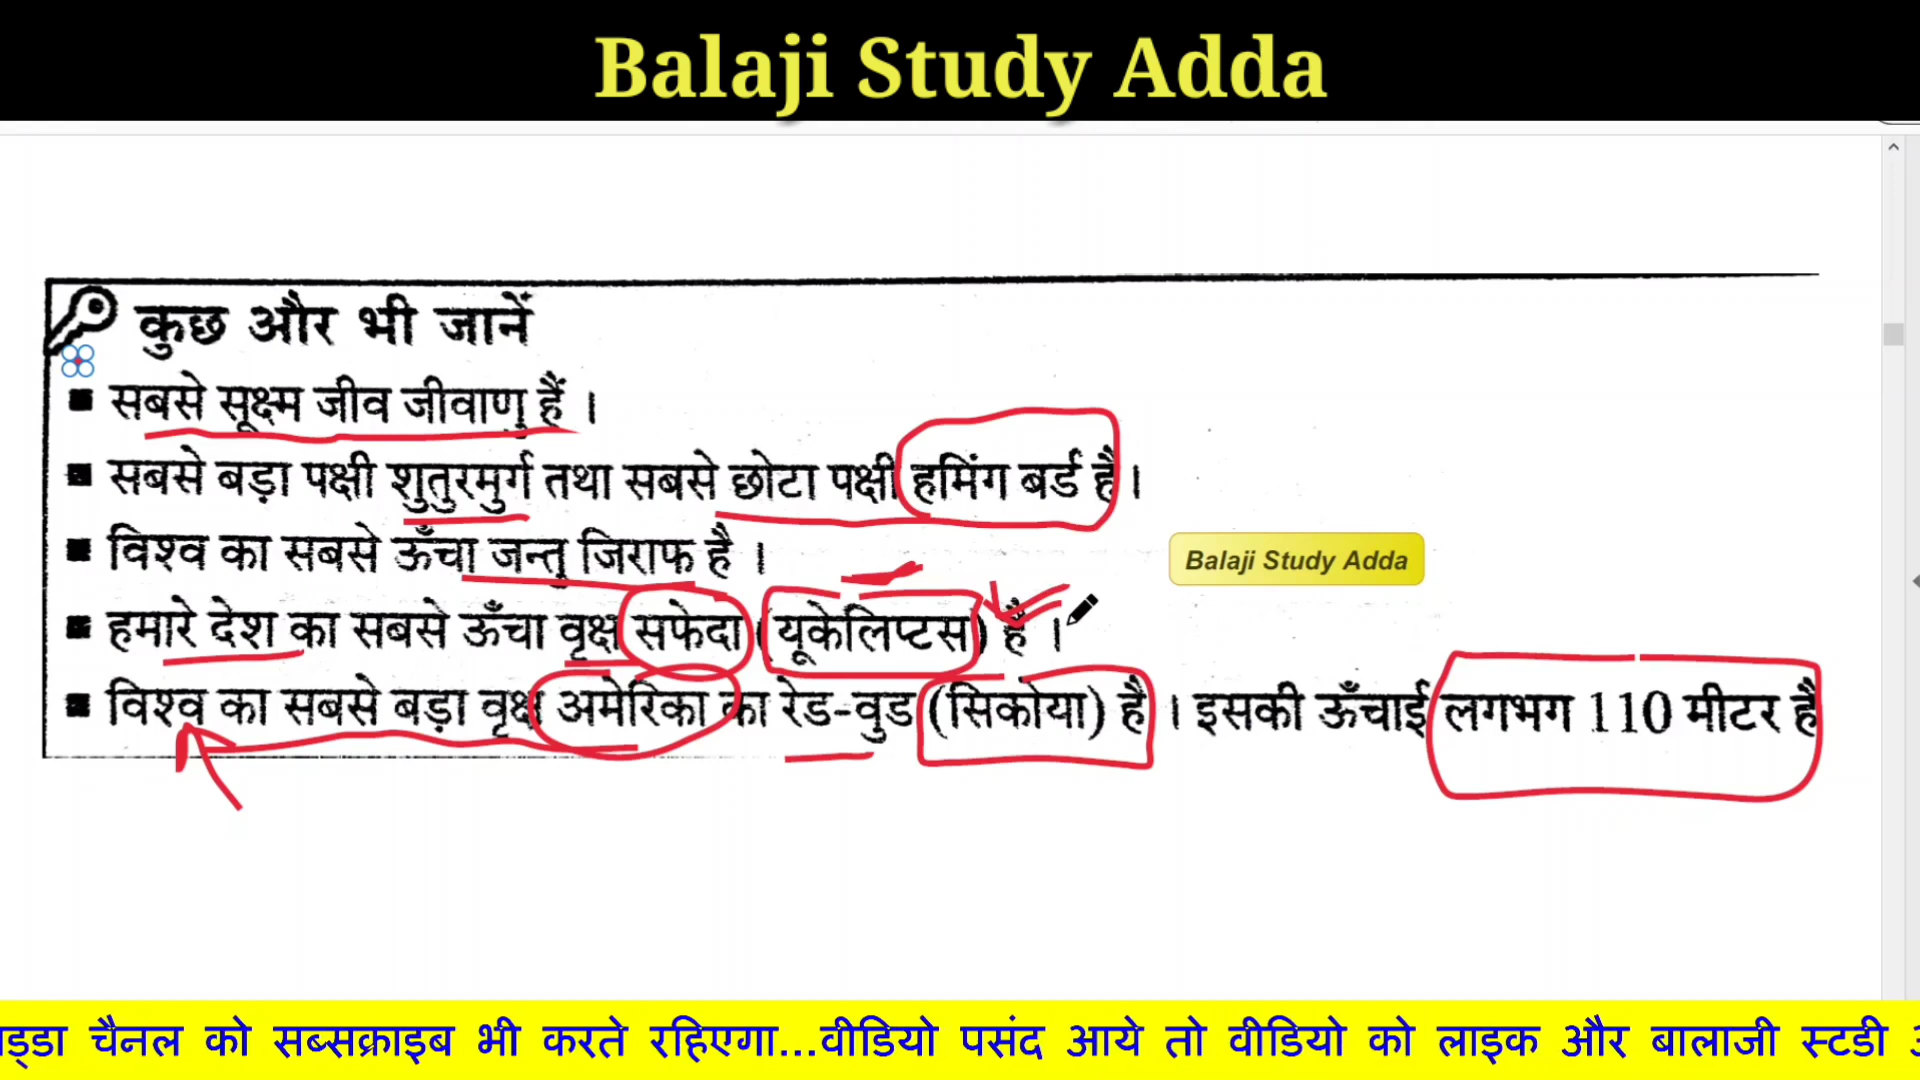 Balaji Study Adda
कुछ और भी जानें
■ सबसे सूक्ष्म जीव जीवाणु हैं ।
■ सबसे बड़ा पक्षी शुतुरमुर्ग तथा सबसे छोटा पक्षी हमिंग बर्ड है ।
■ विश्व का सबसे ऊँचा जन्तु जिराफ है ।
Balaji Study Adda
■ हमारे देश का सबसे ऊँचा वृक्ष सफेदा (यूकेलिप्टस) है ।
■ विश्व का सबसे बड़ा वृक्ष अमेरिका का रेड-वुड (सिकोया) है । इसकी ऊँचाई लगभग 110 मीटर है
चैनल को सब्सक्राइब भी करते रहिएगा...वीडियो पसंद आये तो वीडियो को लाइक और बालाजी स्टडी